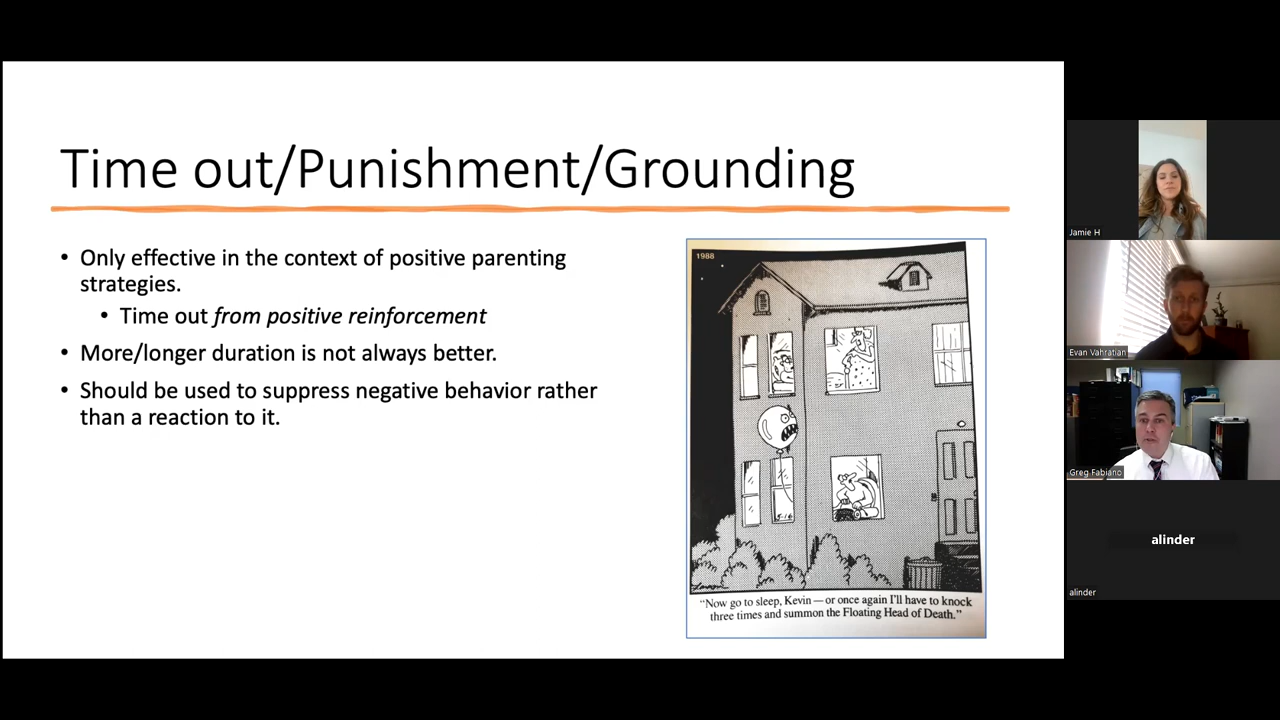 Time out/Punishment/Grounding
• Only effective in the context of positive parenting
strategies.
• Time out from positive reinforcement
• More/longer duration is not always better.
• Should be used to suppress negative behavior rather
than a reaction to it.
1988
5-16
"Now go to sleep, Kevin — or once again I'll have to knock
three times and summon the Floating Head of Death."
Jamie H
Evan Vahratian
Greg Fabiano
alinder
alinder